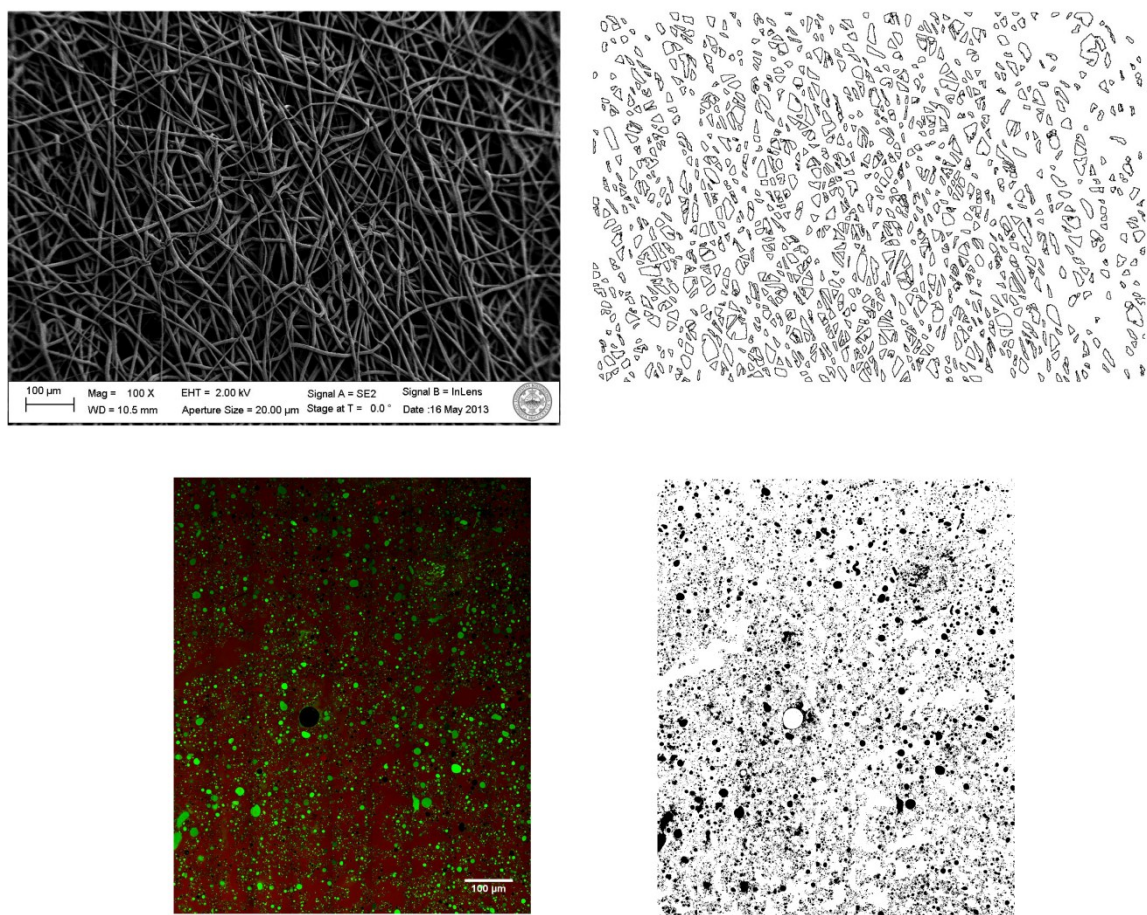 100 µm
Mag = 100 X
EHT = 2.00 kV
Signal A = SE2
Signal B = InLens
WD = 10.5 mm
Aperture Size = 20.00 µm
Stage at T = 0.0 °
Date :16 May 2013
100 µm